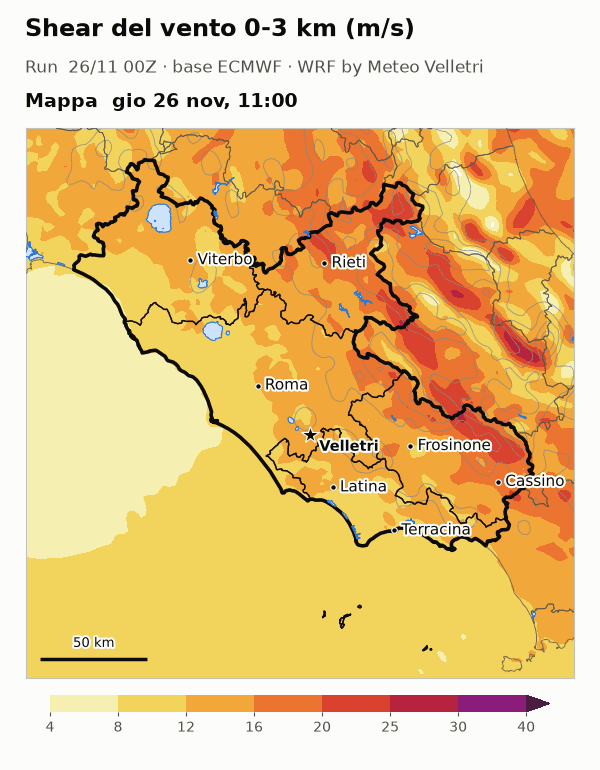 Shear del vento 0-3 km (m/s)
Run  26/11 00Z · base ECMWF · WRF by Meteo Velletri
Mappa  gio 26 nov, 11:00
Viterbo
Rieti
Roma
Velletri
Frosinone
Cassino
Latina
Terracina
50 km
4 8 12 16 20 25 30 40